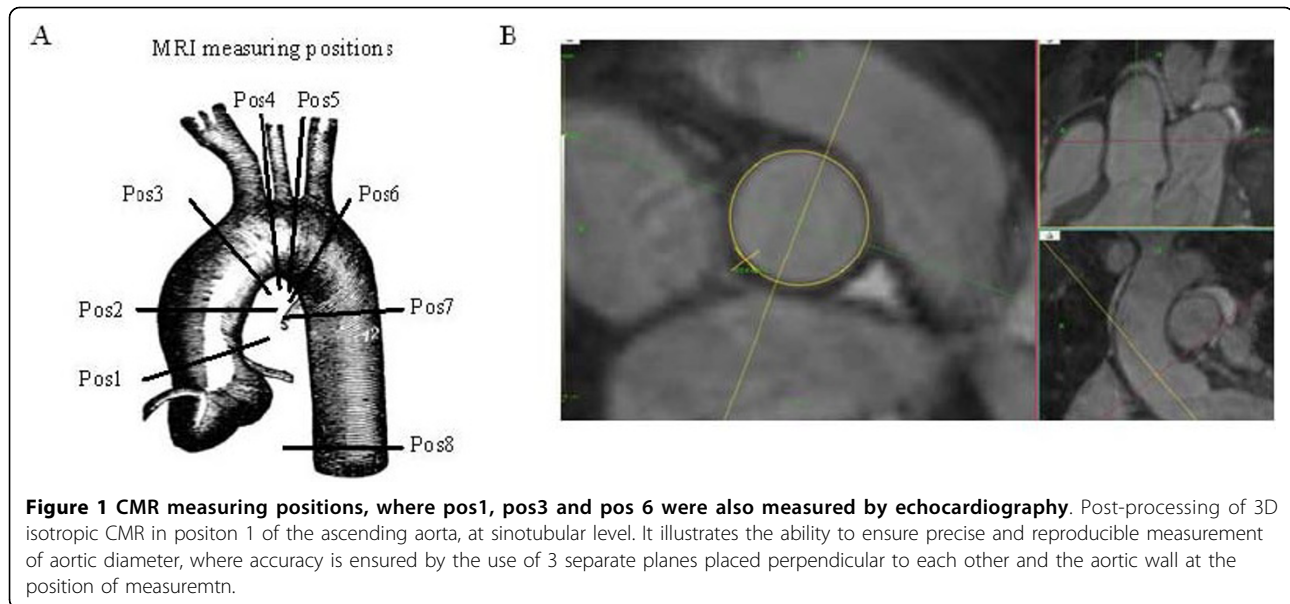 A
MRI measuring positions
B
Pos4 Pos5
Pos3
Pos6
Pos2
Pos7
Pos1
Pos8
Figure 1 CMR measuring positions, where pos1, pos3 and pos 6 were also measured by echocardiography. Post-processing of 3D
isotropic CMR in positon 1 of the ascending aorta, at sinotubular level. It illustrates the ability to ensure precise and reproducible measurement
of aortic diameter, where accuracy is ensured by the use of 3 separate planes placed perpendicular to each other and the aortic wall at the
position of measuremtn.